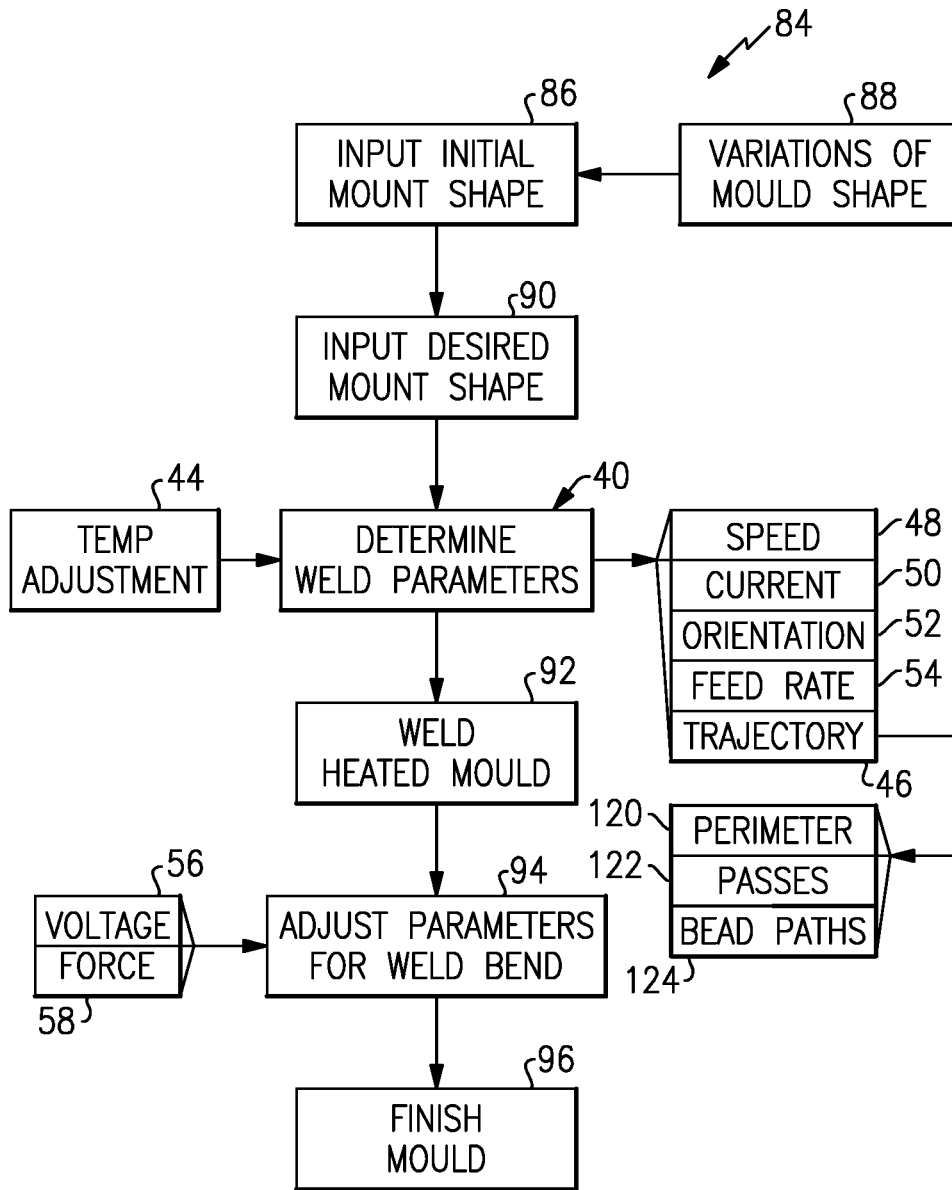 84
86
INPUT INITIAL
MOUNT SHAPE
88
VARIATIONS OF
MOULD SHAPE
90
INPUT DESIRED
MOUNT SHAPE
44
TEMP
ADJUSTMENT
40
DETERMINE
WELD PARAMETERS
SPEED
48
CURRENT
50
ORIENTATION
52
FEED RATE
54
TRAJECTORY
46
92
WELD
HEATED MOULD
120
PERIMETER
122
PASSES
BEAD PATHS
124
56
VOLTAGE
FORCE
58
94
ADJUST PARAMETERS
FOR WELD BEND
96
FINISH
MOULD